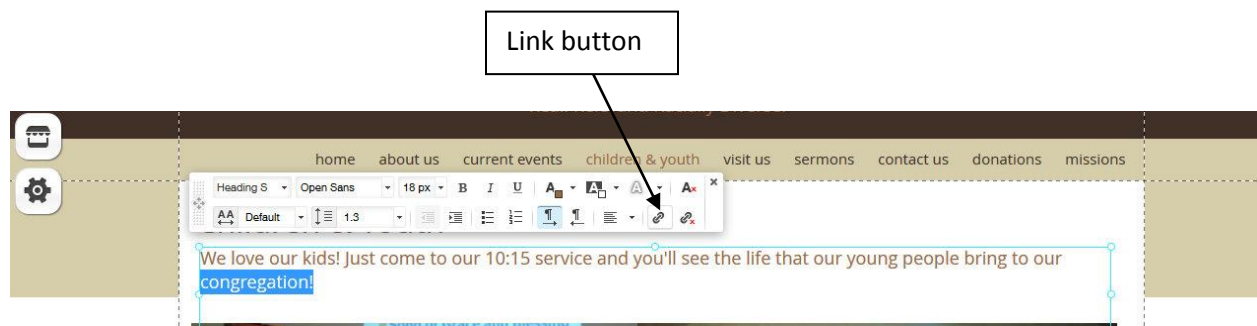 Link button
home about us current events children & youth visit us sermons contact us donations missions
Heading S Open Sans 18 px B I U A A A A×
AA Default 1.3
We love our kids! Just come to our 10:15 service and you'll see the life that our young people bring to our
congregation!